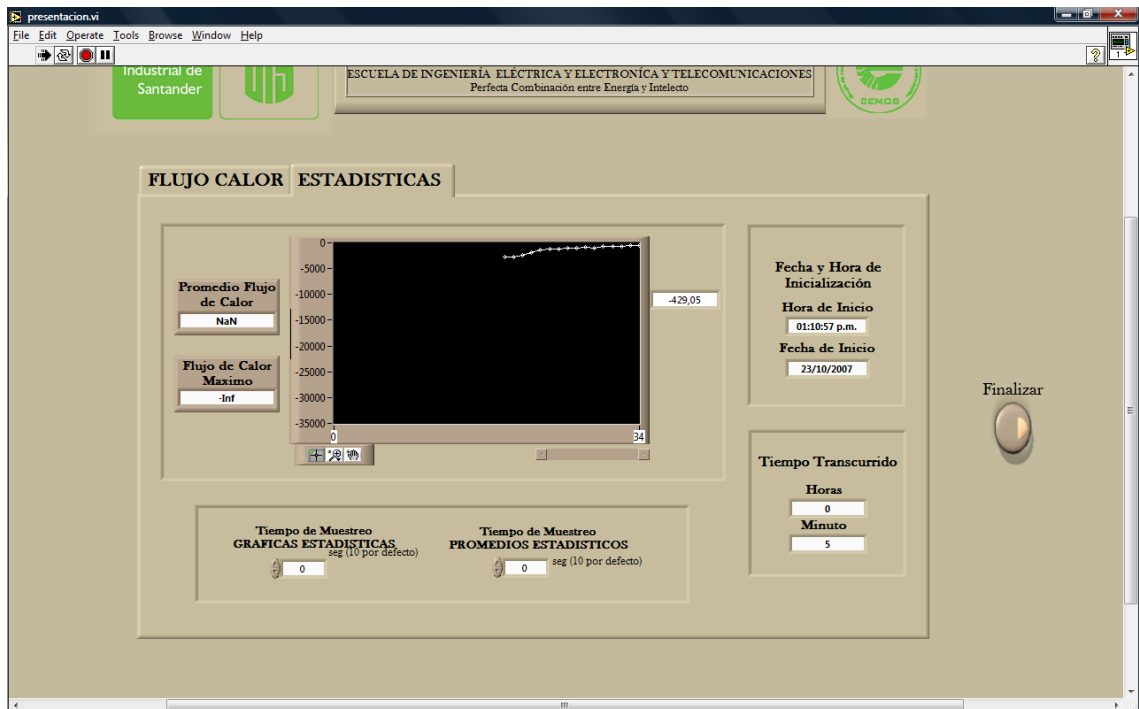 presentacion.vi
File Edit Operate Tools Browse Window Help
1
Industrial de
Santander
ESCUELA DE INGENIERÍA ELÉCTRICA Y ELECTRONÍCA Y TELECOMUNICACIONES
Perfecta Combinación entre Energía y Intelecto
CEMOS
FLUJO CALOR ESTADISTICAS
Promedio Flujo
de Calor
NaN
Flujo de Calor
Maximo
-Inf
0
-5000
-10000
-15000
-20000
-25000
-30000
-35000
0 34
-429,05
Fecha y Hora de
Inicialización
Hora de Inicio
01:10:57 p.m.
Fecha de Inicio
23/10/2007
Finalizar
Tiempo Transcurrido
Horas
0
Minuto
5
Tiempo de Muestreo
GRAFICAS ESTADISTICAS
seg (10 por defecto)
0
Tiempo de Muestreo
PROMEDIOS ESTADISTICOS
seg (10 por defecto)
0